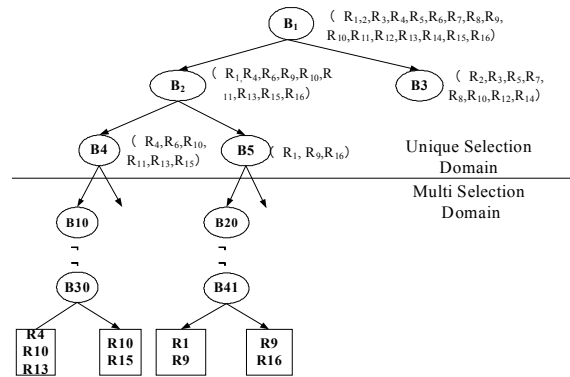 B1
( R1,2,R3,R4,R5,R6,R7,R8,R9,
R10,R11,R12,R13,R14,R15,R16)
B2
( R1,R4,R6,R9,R10,R
11,R13,R15,R16)
B3
( R2,R3,R5,R7,
R8,R10,R12,R14)
B4
( R4,R6,R10,
R11,R13,R15)
B5
( R1, R9,R16)
Unique Selection
Domain
Multi Selection
Domain
B10
B20
¬
¬
¬
¬
B30
B41
R4
R10
R13
R10
R15
R1
R9
R9
R16